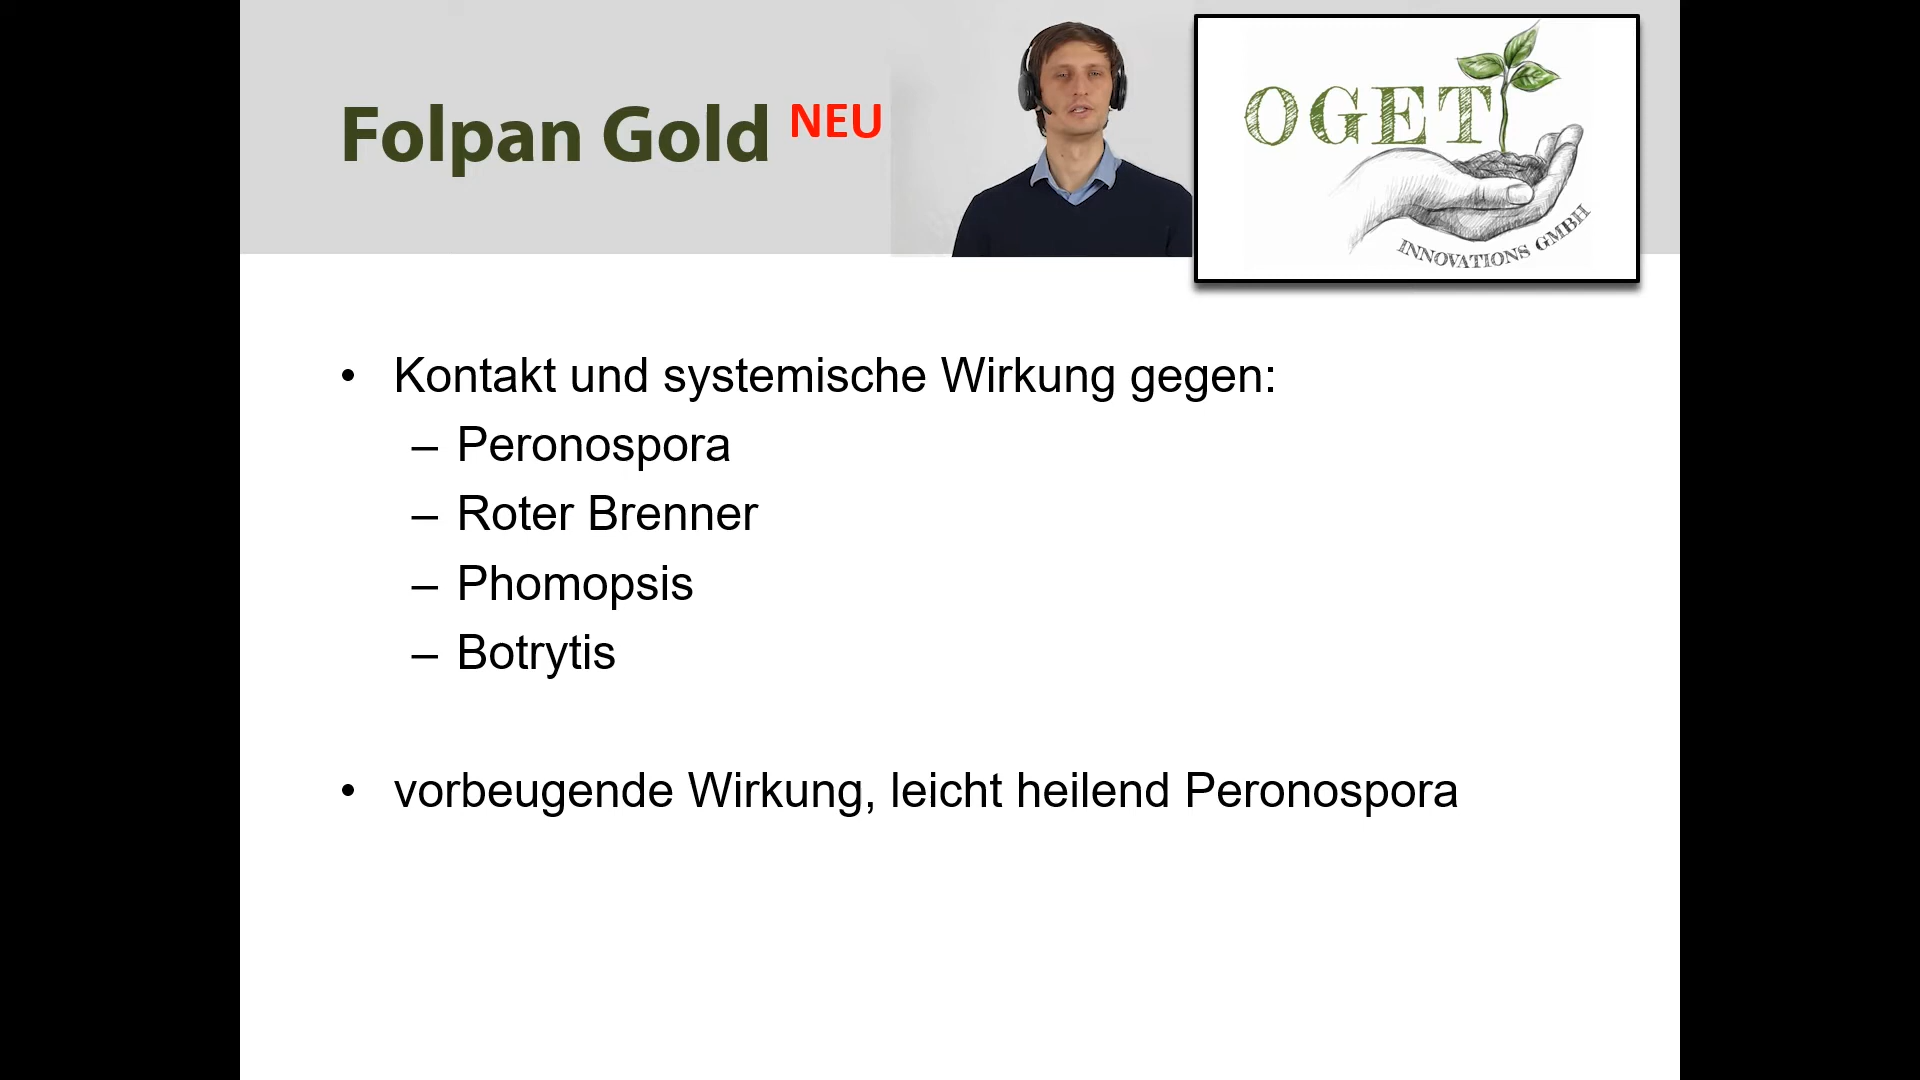 Folpan Gold NEU
OGET
INNOVATIONS GMBH
• Kontakt und systemische Wirkung gegen:
– Peronospora
– Roter Brenner
– Phomopsis
– Botrytis
• vorbeugende Wirkung, leicht heilend Peronospora